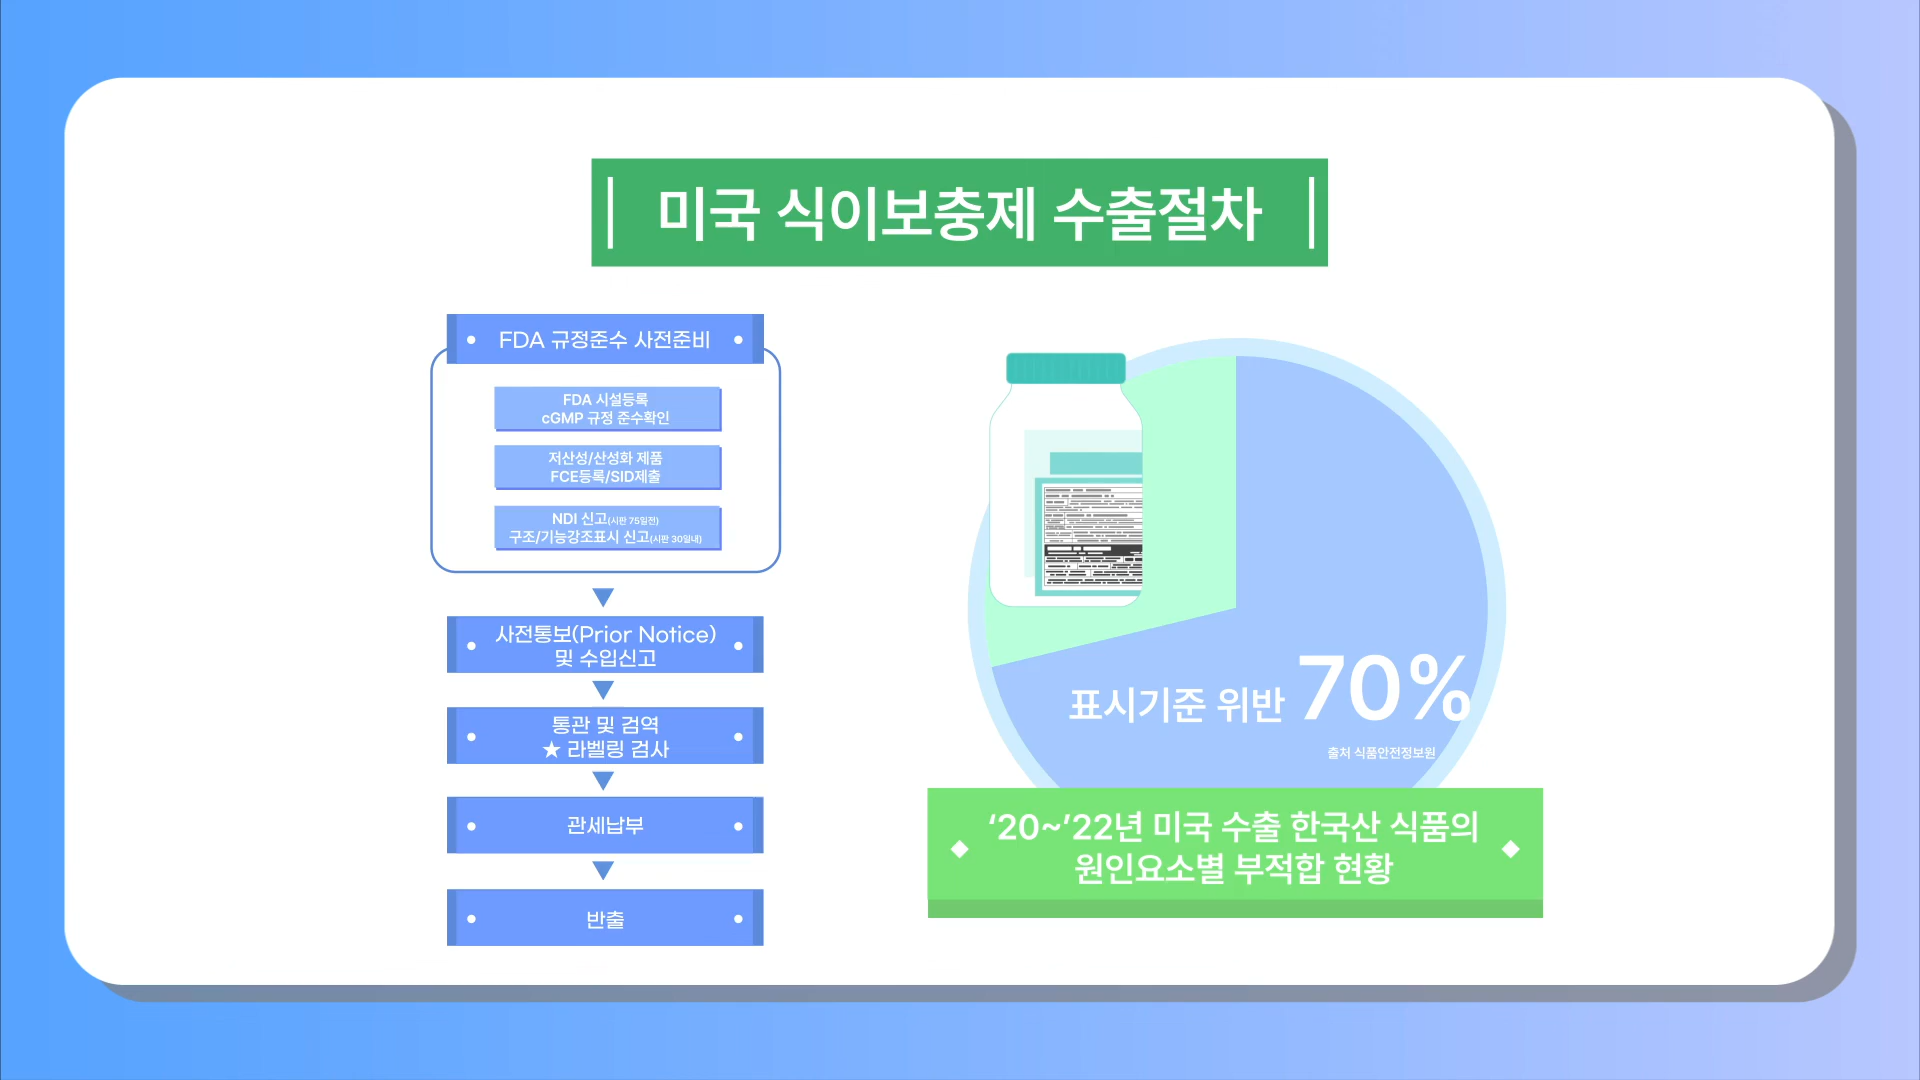 미국 식이보충제 수출절차
FDA 규정준수 사전준비
FDA 시설등록
cGMP 규정 준수확인
저산성/산성화 제품
FCE등록/SID제출
NDI 신고(시판 75일전)
구조/기능강조표시 신고(시판 30일내)
사전통보(Prior Notice)
및 수입신고
통관 및 검역
★ 라벨링 검사
관세납부
반출
표시기준 위반 70%
출처 식품안전정보원
‘20~’22년 미국 수출 한국산 식품의
원인요소별 부적합 현황